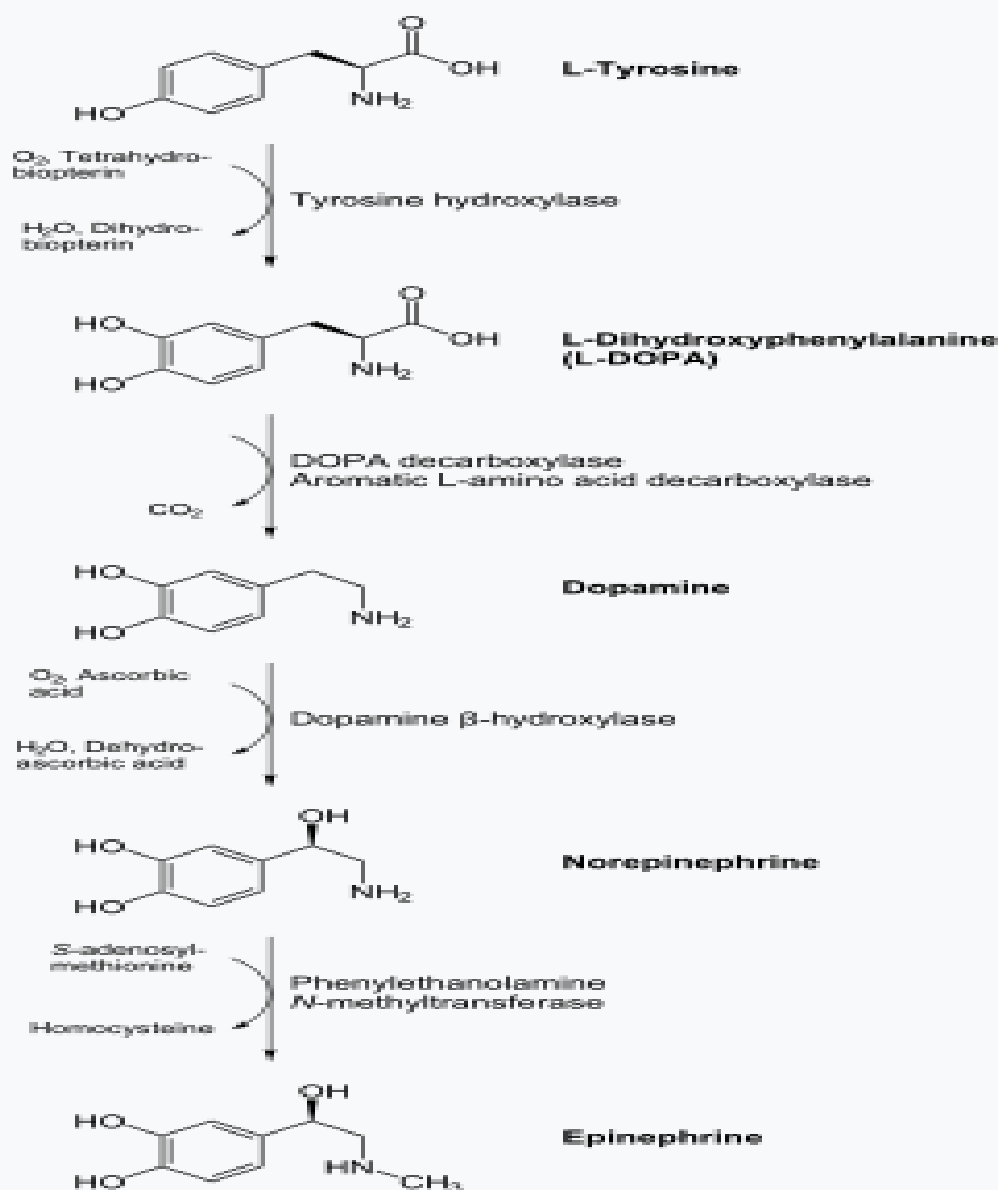 O
OH
NH₂
HO
L-Tyrosine
O₂, Tetrahydro-
biopterin
Tyrosine hydroxylase
H₂O, Dihydro-
biopterin
O
HO
OH
NH₂
HO
L-Dihydroxyphenylalanine
(L-DOPA)
DOPA decarboxylase
Aromatic L-amino acid decarboxylase
CO₂
HO
HO
NH₂
Dopamine
O₂, Ascorbic
acid
Dopamine β-hydroxylase
H₂O, Dehydro-
ascorbic acid
OH
HO
HO
NH₂
Norepinephrine
S-adenosyl-
methionine
Phenylethanolamine
N-methyltransferase
Homocysteine
OH
HO
HO
HN
CH₃
Epinephrine